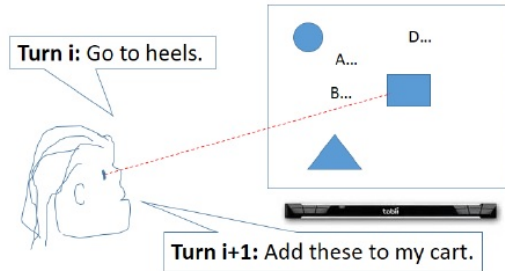 Turn i: Go to heels.
D...
A...
B...
tobii
Turn i+1: Add these to my cart.